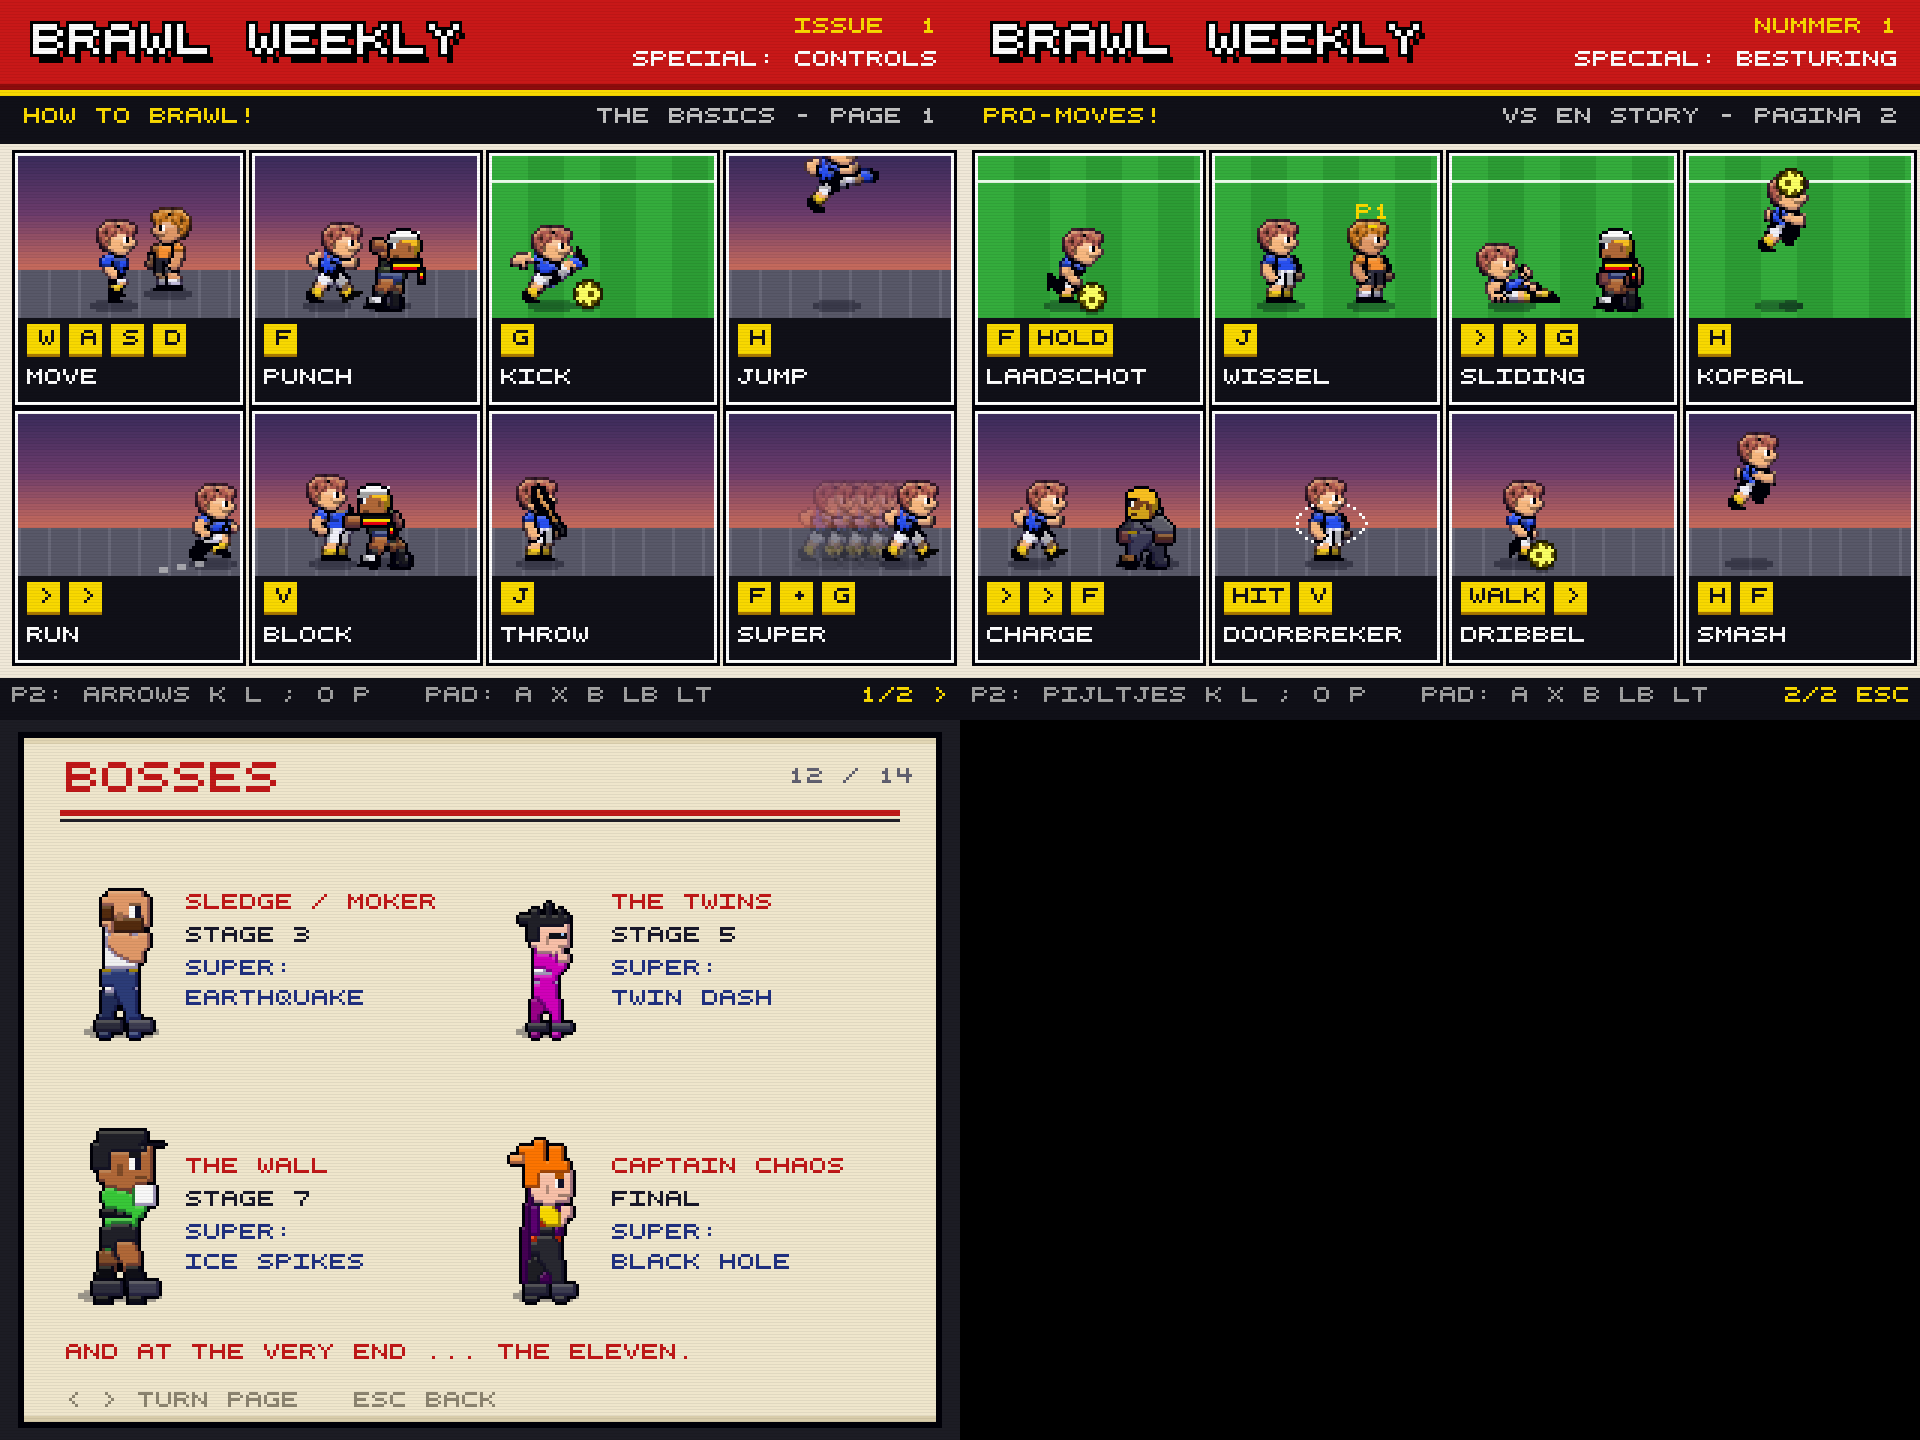 BRAWL WEEKLY
ISSUE 1
SPECIAL: CONTROLS
HOW TO BRAWL!
THE BASICS - PAGE 1
W A S D
MOVE
F
PUNCH
G
KICK
H
JUMP
> >
RUN
V
BLOCK
J
THROW
F + G
SUPER
P2: ARROWS K L ; O P PAD: A X B LB LT 1/2 >
BRAWL WEEKLY
NUMMER 1
SPECIAL: BESTURING
PRO-MOVES!
VS EN STORY - PAGINA 2
F HOLD
LAADSCHOT
P1
J
WISSEL
> > G
SLIDING
H
KOPBAL
> > F
CHARGE
HIT V
DOORBREKER
WALK >
DRIBBEL
H F
SMASH
P2: PIJLTJES K L ; O P PAD: A X B LB LT 2/2 ESC
BOSSES
12 / 14
SLEDGE / MOKER
STAGE 3
SUPER:
EARTHQUAKE
THE TWINS
STAGE 5
SUPER:
TWIN DASH
THE WALL
STAGE 7
SUPER:
ICE SPIKES
CAPTAIN CHAOS
FINAL
SUPER:
BLACK HOLE
AND AT THE VERY END ... THE ELEVEN.
< > TURN PAGE ESC BACK